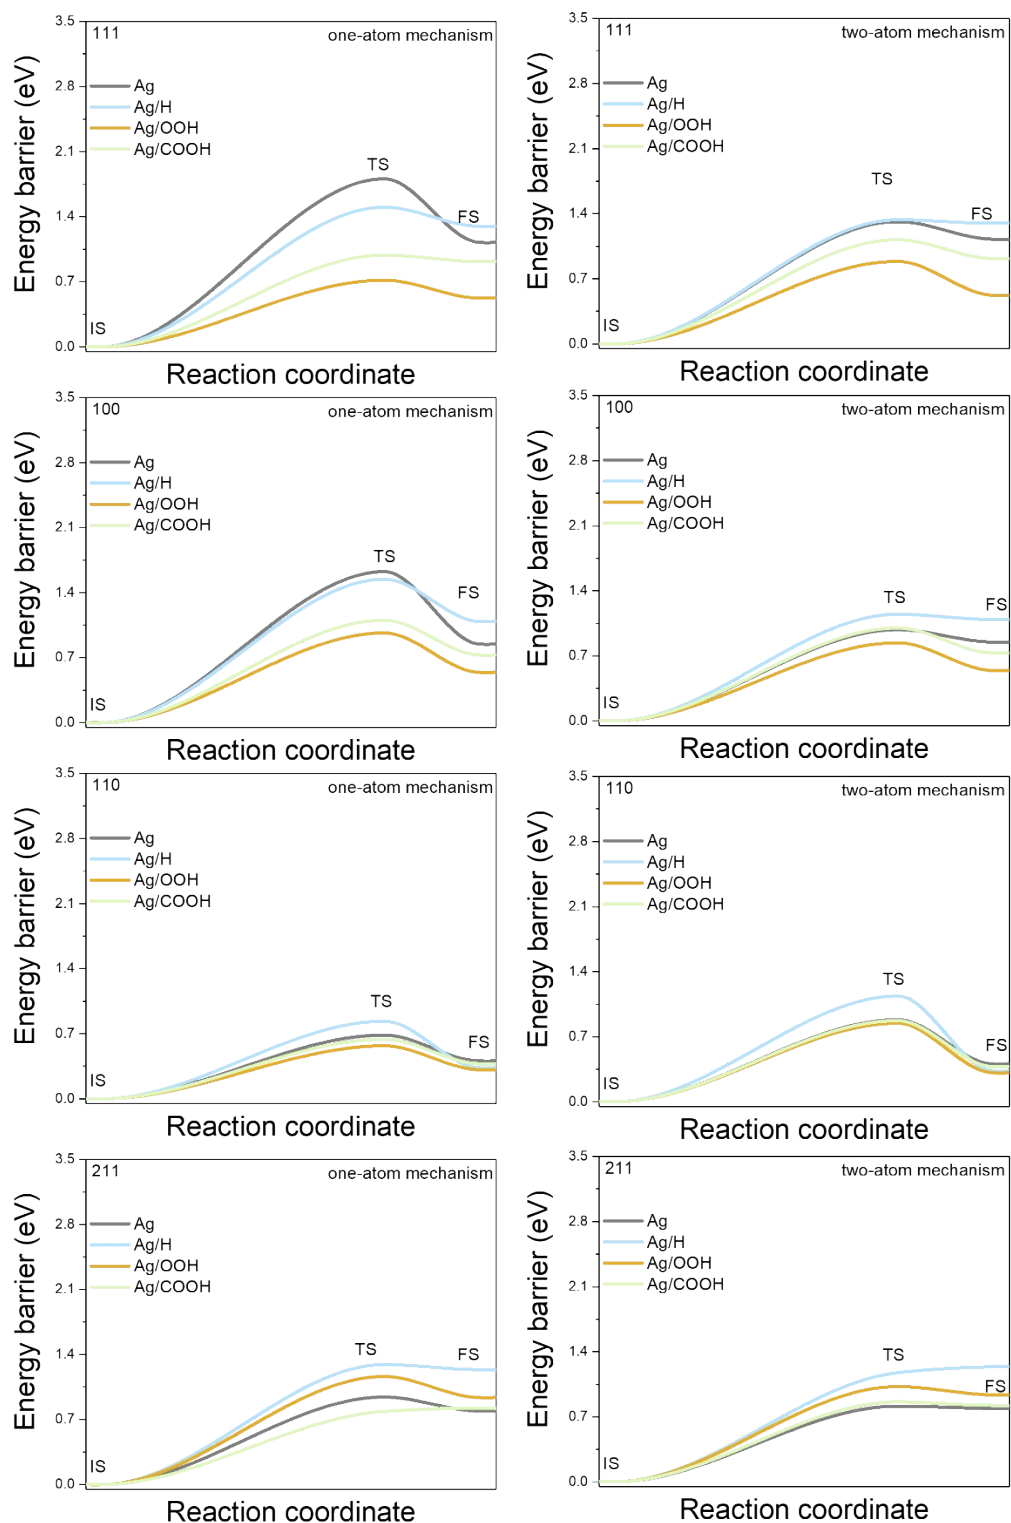 111
one-atom mechanism
3.5
2.8
2.1
1.4
0.7
0.0
Energy barrier (eV)
Ag
Ag/H
Ag/OOH
Ag/COOH
TS
FS
IS
Reaction coordinate
111
two-atom mechanism
3.5
2.8
2.1
1.4
0.7
0.0
Energy barrier (eV)
Ag
Ag/H
Ag/OOH
Ag/COOH
TS
FS
IS
Reaction coordinate
100
one-atom mechanism
3.5
2.8
2.1
1.4
0.7
0.0
Energy barrier (eV)
Ag
Ag/H
Ag/OOH
Ag/COOH
TS
FS
IS
Reaction coordinate
100
two-atom mechanism
3.5
2.8
2.1
1.4
0.7
0.0
Energy barrier (eV)
Ag
Ag/H
Ag/OOH
Ag/COOH
TS
FS
IS
Reaction coordinate
110
one-atom mechanism
3.5
2.8
2.1
1.4
0.7
0.0
Energy barrier (eV)
Ag
Ag/H
Ag/OOH
Ag/COOH
TS
FS
IS
Reaction coordinate
110
two-atom mechanism
3.5
2.8
2.1
1.4
0.7
0.0
Energy barrier (eV)
Ag
Ag/H
Ag/OOH
Ag/COOH
TS
FS
IS
Reaction coordinate
211
one-atom mechanism
3.5
2.8
2.1
1.4
0.7
0.0
Energy barrier (eV)
Ag
Ag/H
Ag/OOH
Ag/COOH
TS
FS
IS
Reaction coordinate
211
two-atom mechanism
3.5
2.8
2.1
1.4
0.7
0.0
Energy barrier (eV)
Ag
Ag/H
Ag/OOH
Ag/COOH
TS
FS
IS
Reaction coordinate